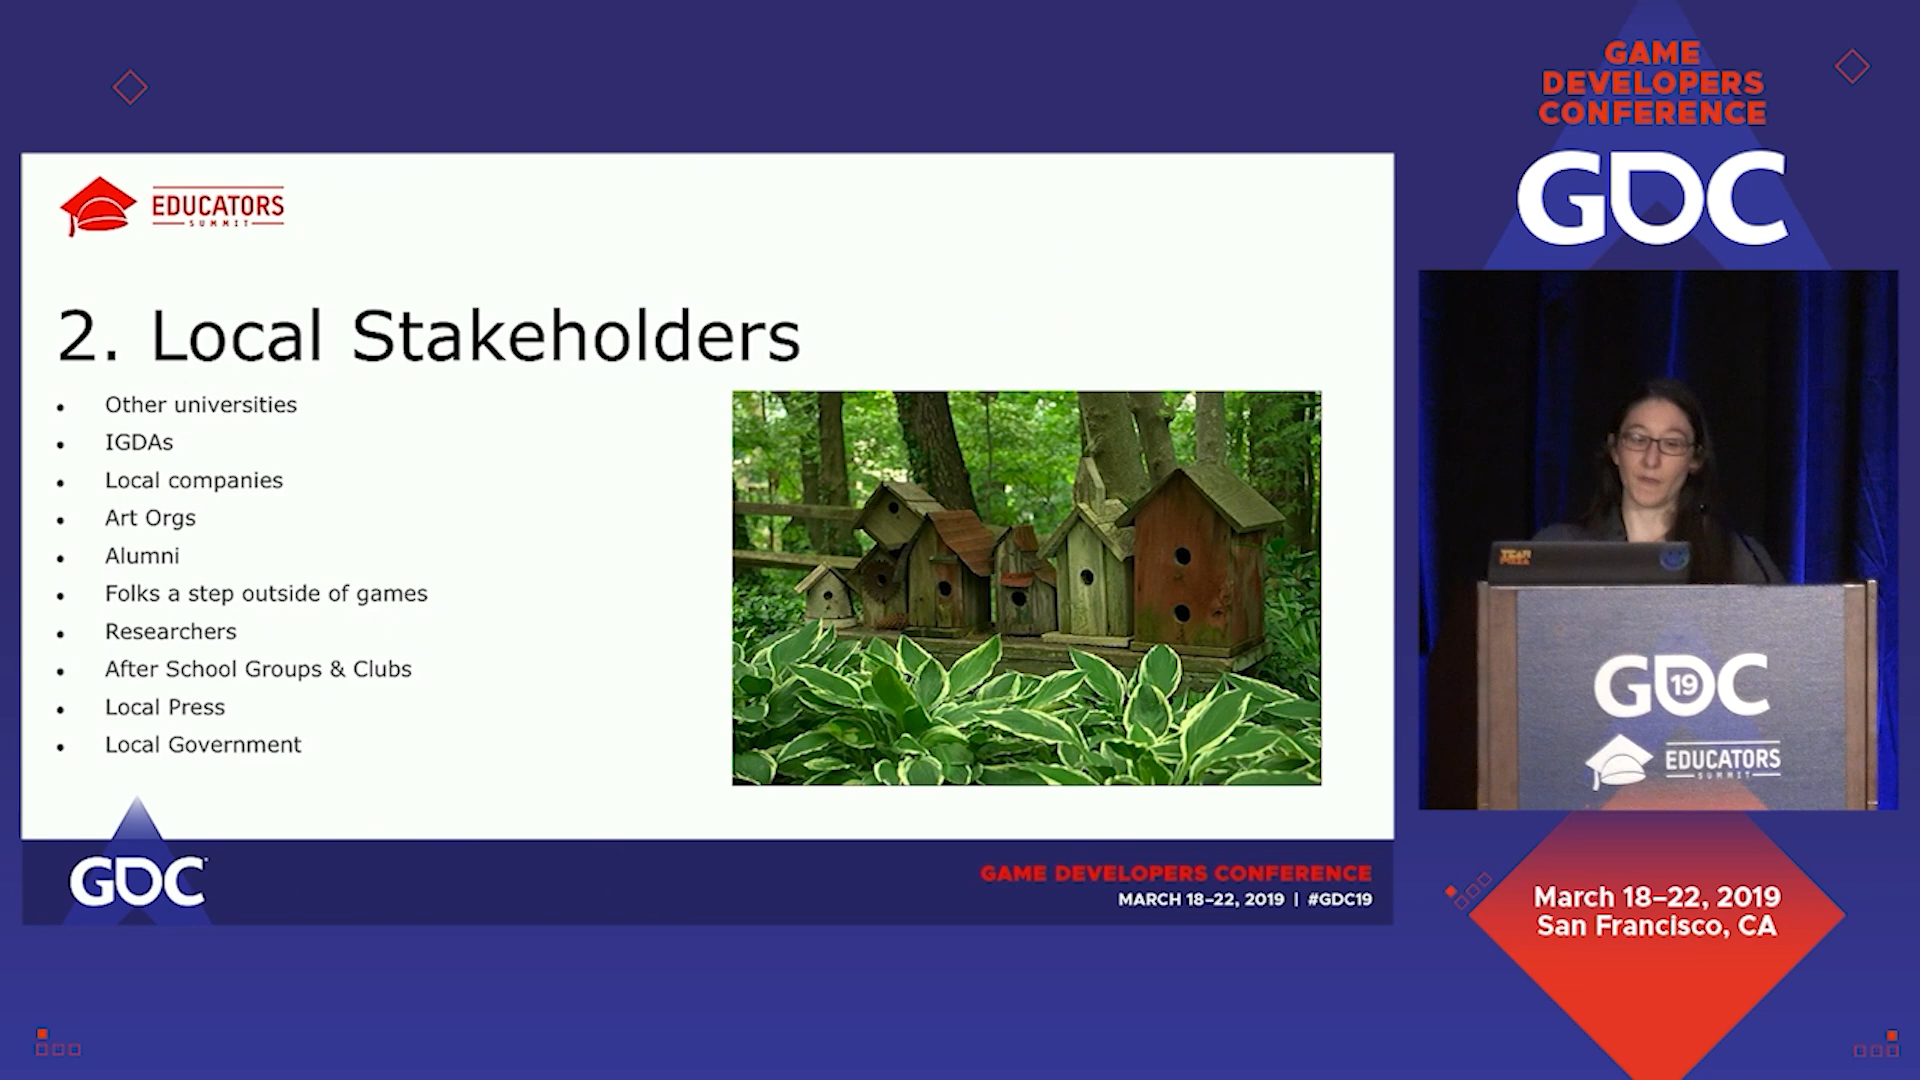 GAME
DEVELOPERS
CONFERENCE
GDC
EDUCATORS
SUMMIT
2. Local Stakeholders
• Other universities
• IGDAs
• Local companies
• Art Orgs
• Alumni
• Folks a step outside of games
• Researchers
• After School Groups & Clubs
• Local Press
• Local Government
GDC
GAME DEVELOPERS CONFERENCE
MARCH 18–22, 2019 | #GDC19
TEAM
GDC
19
EDUCATORS
SUMMIT
March 18–22, 2019
San Francisco, CA